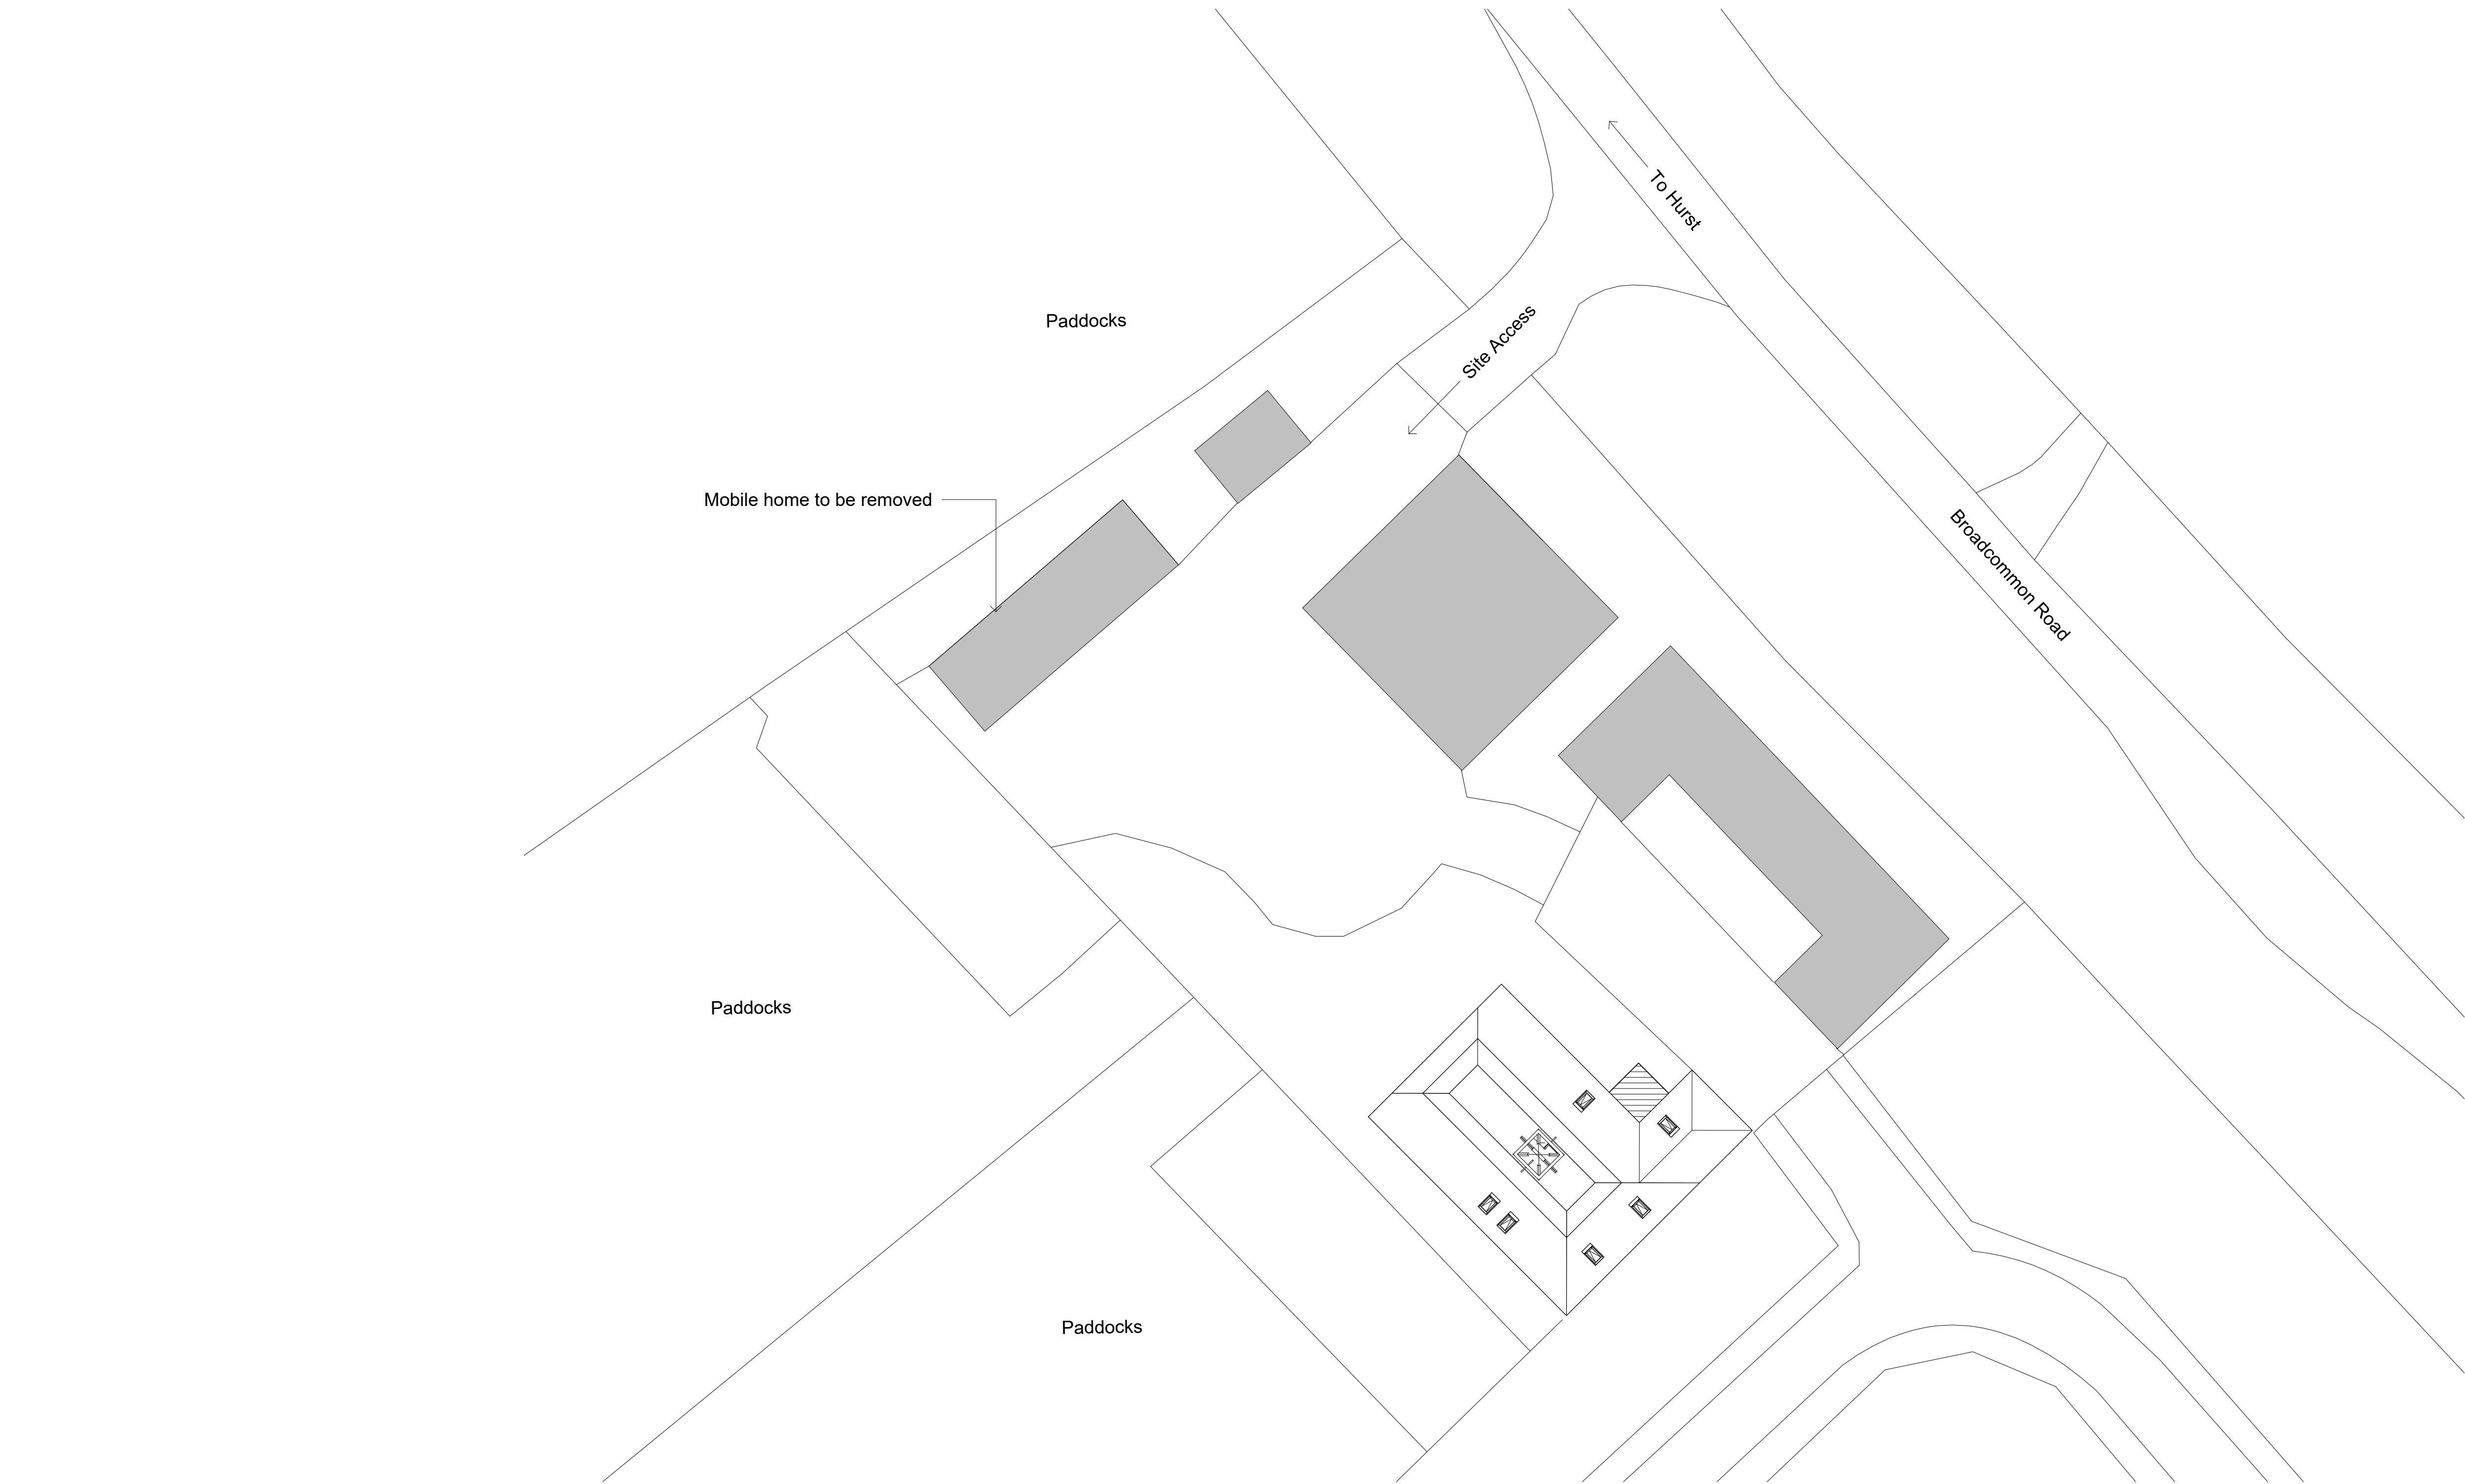 To Hurst
Paddocks
Site Access
Mobile home to be removed
Broadcommon Road
Paddocks
Paddocks